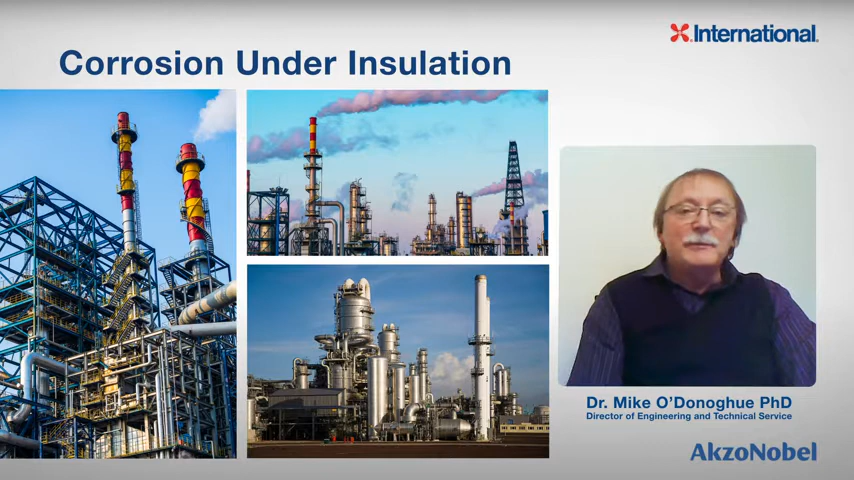 International.
Corrosion Under Insulation
Dr. Mike O'Donoghue PhD
Director of Engineering and Technical Service
AkzoNobel